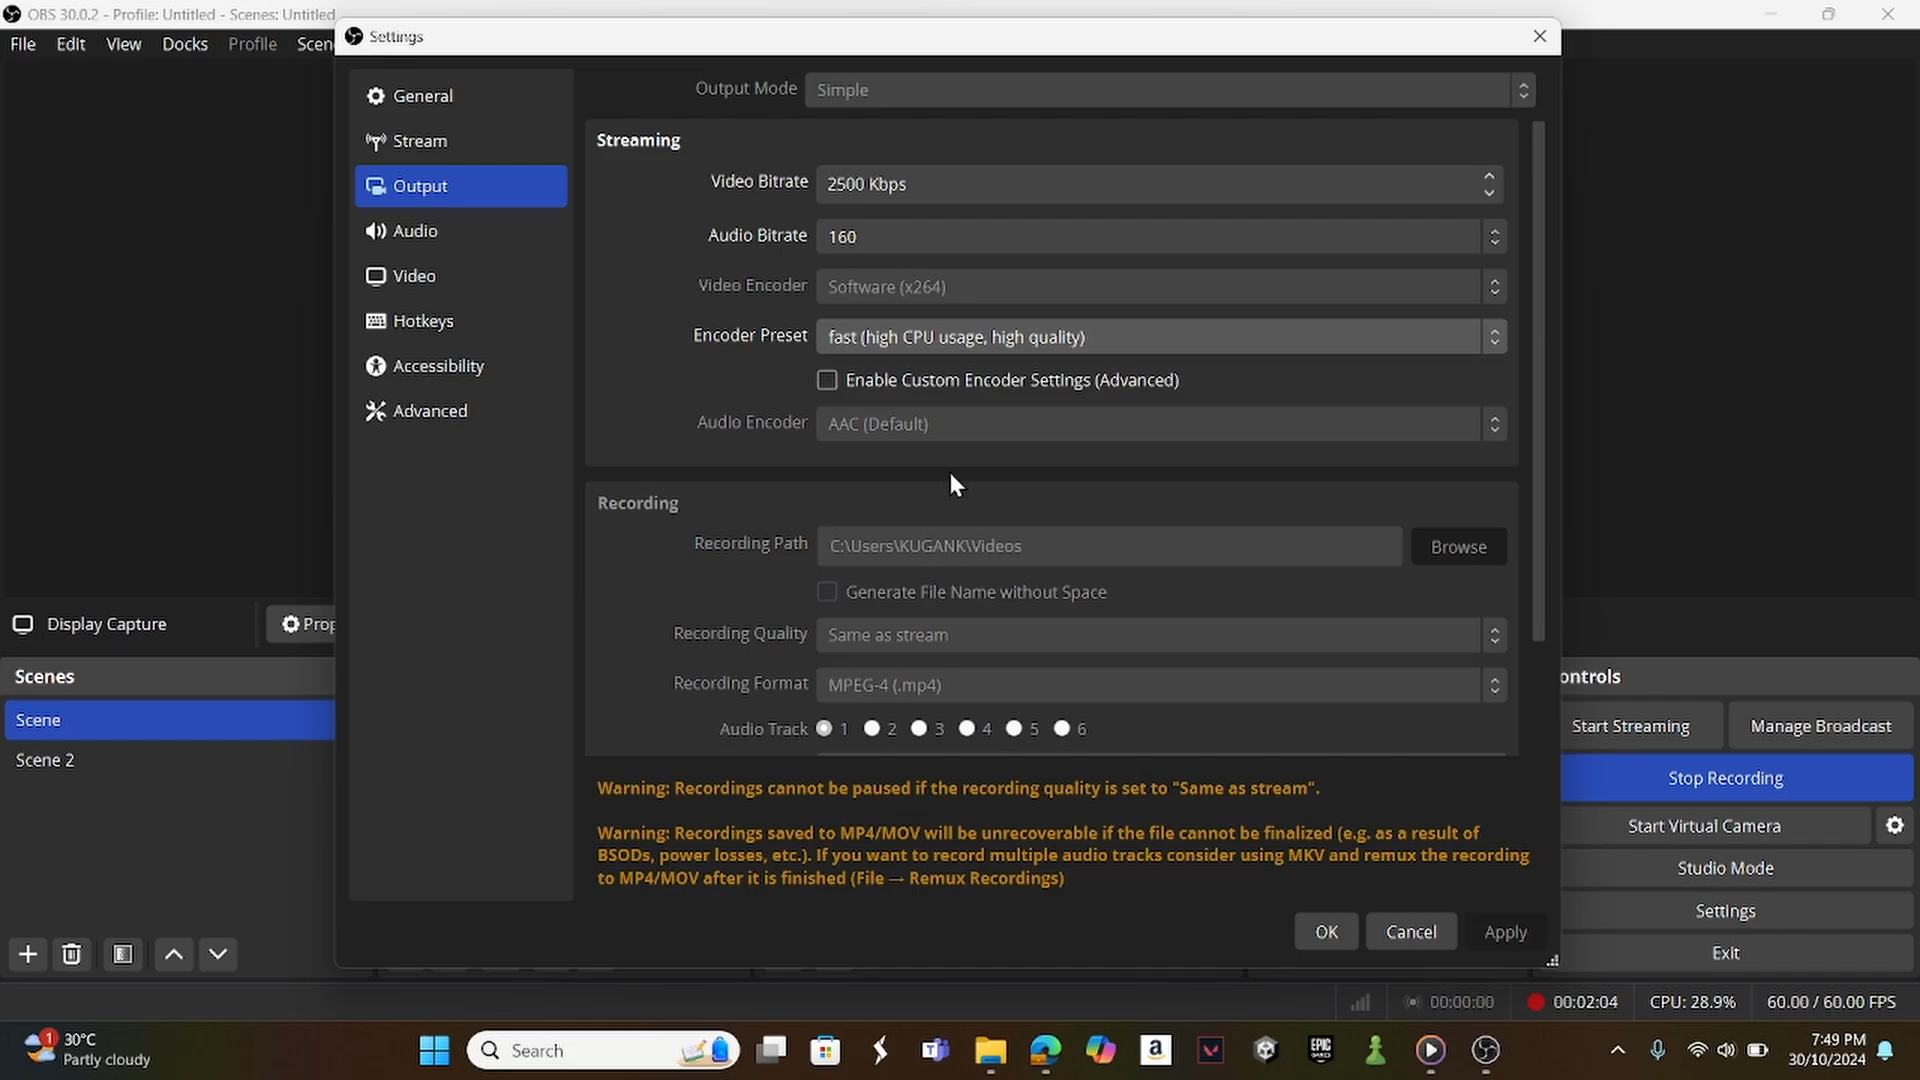 OBS 30.0.2 - Profile: Untitled - Scenes: Untitled
File Edit View Docks Profile Scen
Settings
General
Stream
Output
Audio
Video
Hotkeys
Accessibility
Advanced
Output Mode Simple
Streaming
Video Bitrate 2500 Kbps
Audio Bitrate 160
Video Encoder Software (x264)
Encoder Preset fast (high CPU usage, high quality)
Enable Custom Encoder Settings (Advanced)
Audio Encoder AAC (Default)
Recording
Recording Path C:\Users\KUGANK\Videos Browse
Generate File Name without Space
Recording Quality Same as stream
Recording Format MPEG-4 (.mp4)
Audio Track 1 2 3 4 5 6
Warning: Recordings cannot be paused if the recording quality is set to "Same as stream".
Warning: Recordings saved to MP4/MOV will be unrecoverable if the file cannot be finalized (e.g. as a result of
BSODs, power losses, etc.). If you want to record multiple audio tracks consider using MKV and remux the recording
to MP4/MOV after it is finished (File → Remux Recordings)
OK Cancel Apply
Display Capture Prop
Scenes
Scene
Scene 2
ontrols
Start Streaming Manage Broadcast
Stop Recording
Start Virtual Camera
Studio Mode
Settings
Exit
00:00:00 00:02:04 CPU: 28.9% 60.00 / 60.00 FPS
1
30°C
Partly cloudy
Search
a
EPIC
GAMES
7:49 PM
30/10/2024